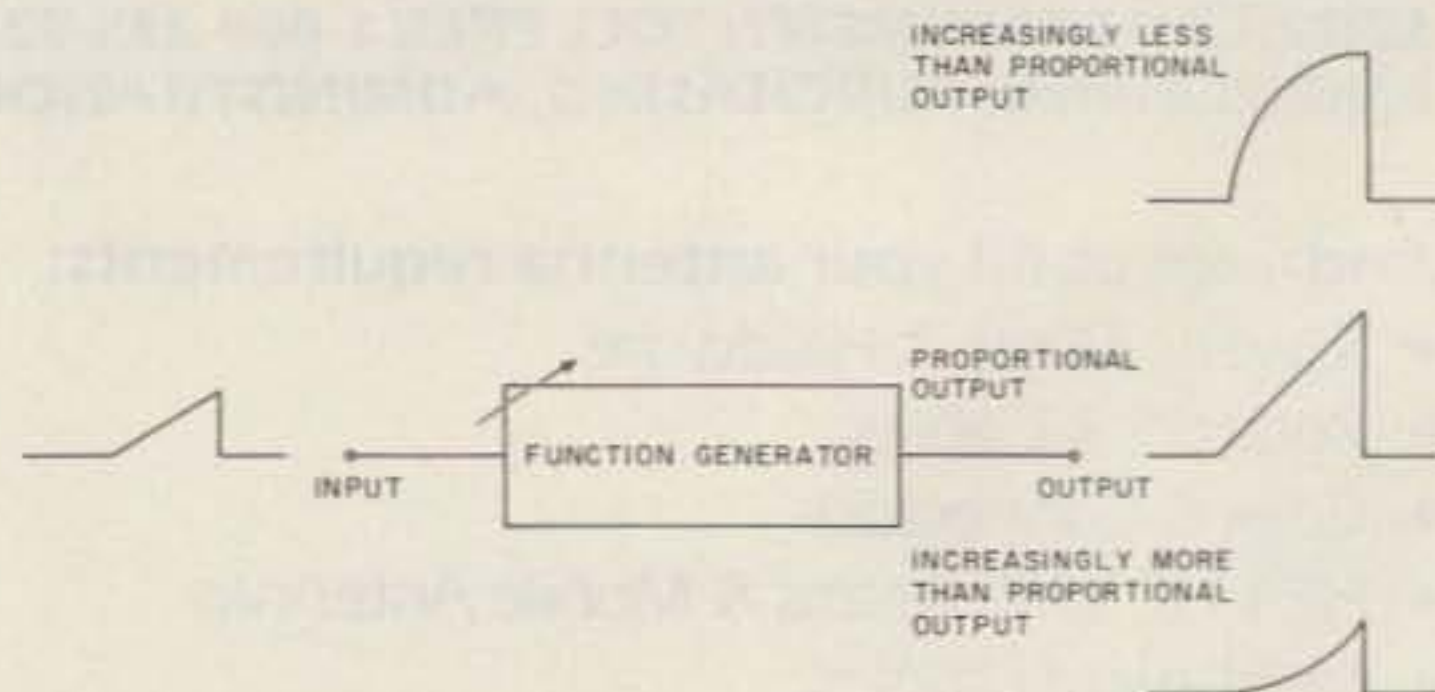 INCREASINGLY LESS
THAN PROPORTIONAL
OUTPUT
PROPORTIONAL
OUTPUT
FUNCTION GENERATOR
INPUT
OUTPUT
INCREASINGLY MORE
THAN PROPORTIONAL
OUTPUT